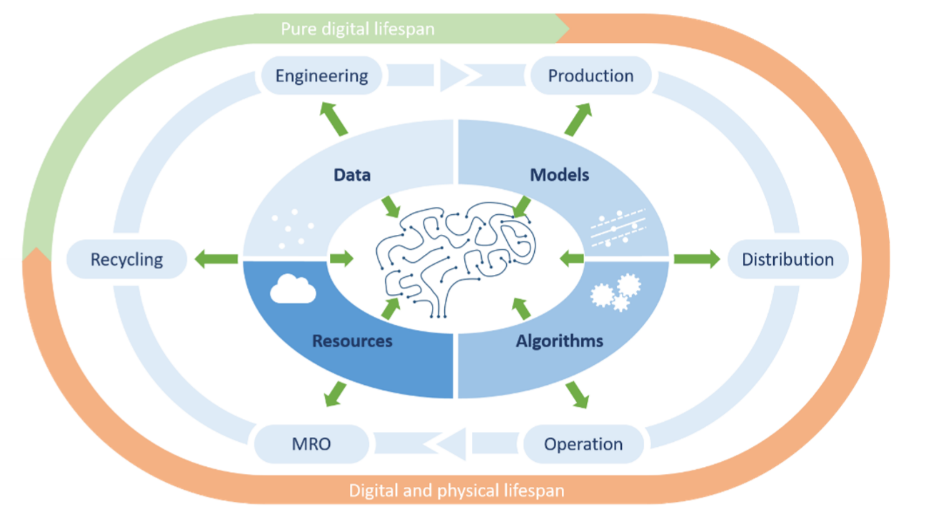 Pure digital lifespan
Engineering
Production
Data
Models
Recycling
Distribution
Resources
Algorithms
MRO
Operation
Digital and physical lifespan